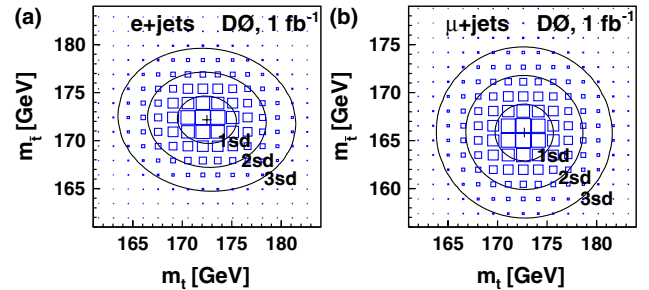 (a)
e+jets DØ, 1 fb⁻¹
180
175
170
165
165 170 175 180
m_t [GeV]
m_t [GeV]
1sd
2sd
3sd
(b)
μ+jets DØ, 1 fb⁻¹
175
170
165
160
165 170 175 180
m_t [GeV]
m_t [GeV]
1sd
2sd
3sd